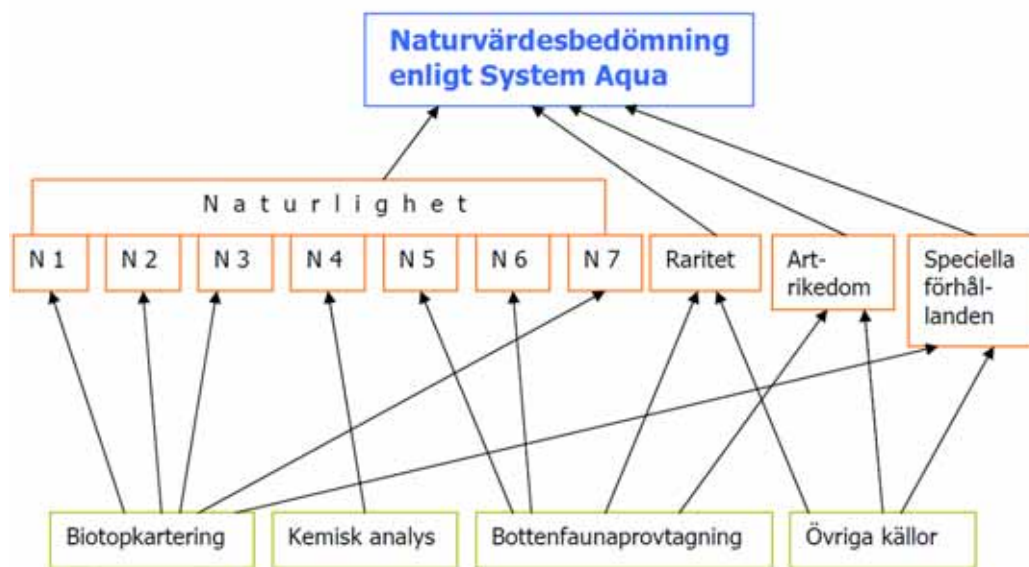 Naturvärdesbedömning
enligt System Aqua
Naturlighet
N 1
N 2
N 3
N 4
N 5
N 6
N 7
Raritet
Art-
rikedom
Speciella
förhål-
landen
Biotopkartering
Kemisk analys
Bottenfaunaprovtagning
Övriga källor